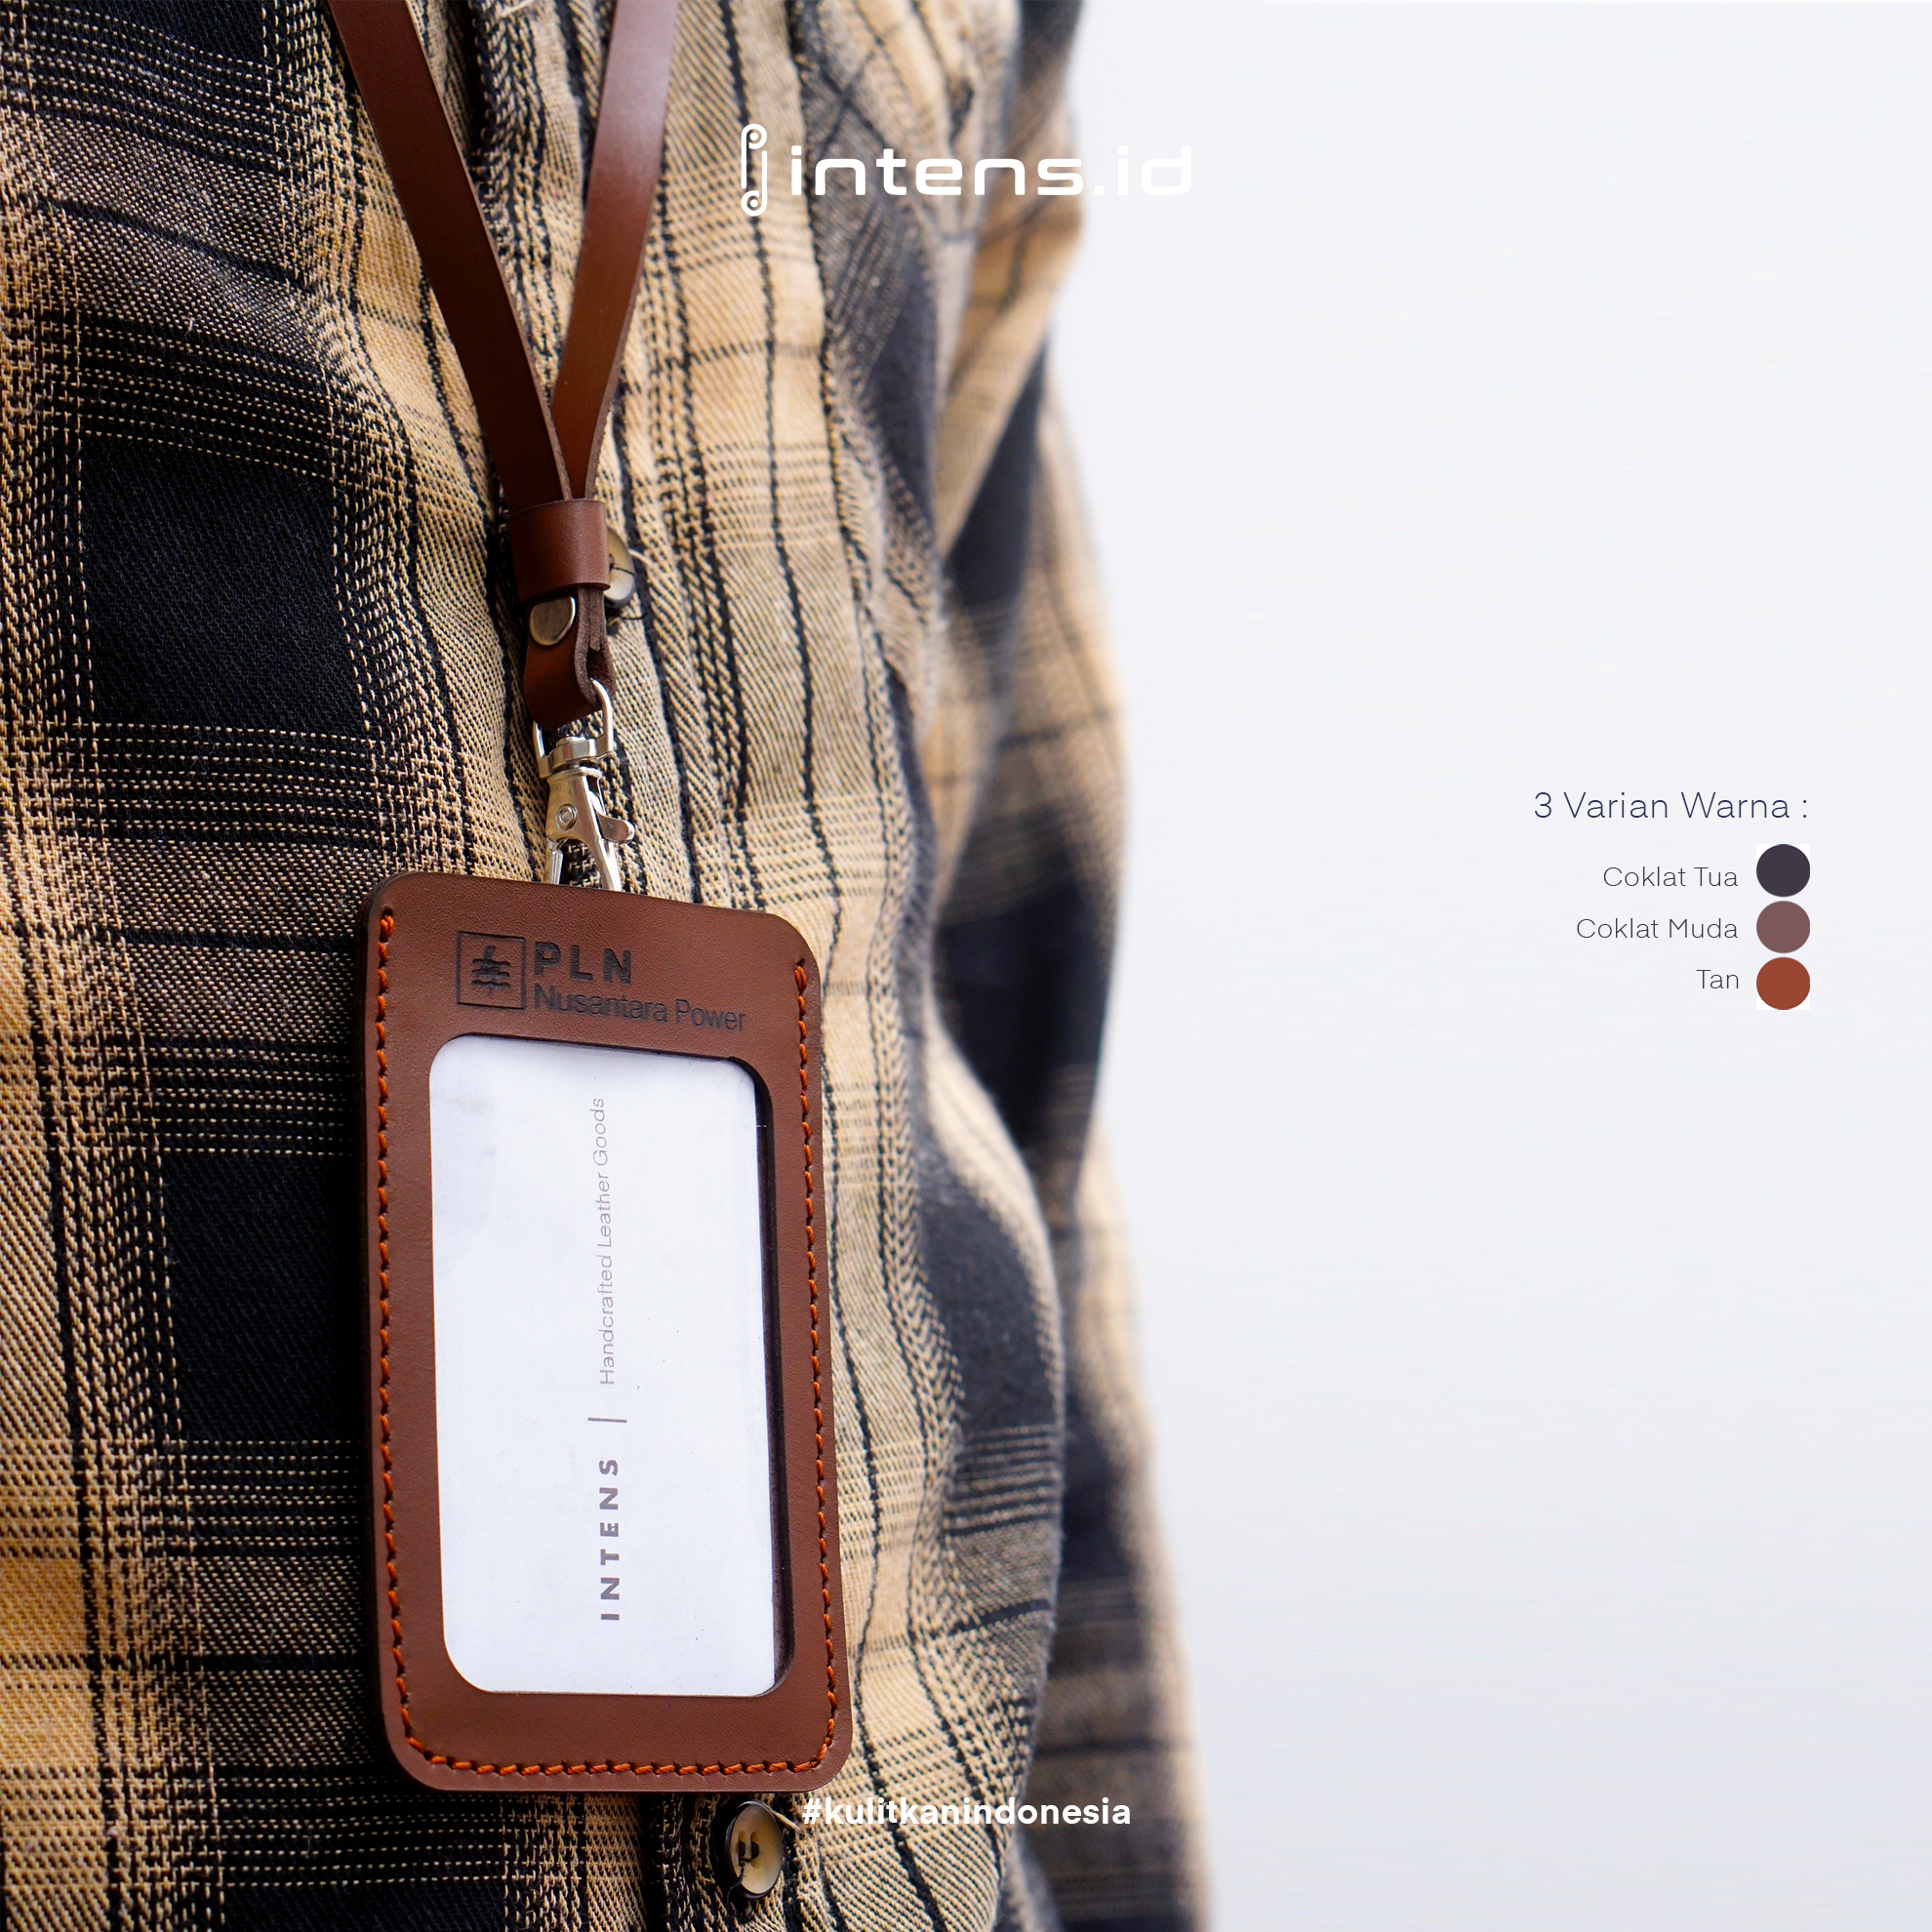 intens.id
3 Varian Warna :
Coklat Tua
Coklat Muda
Tan
PLN
Nusantara Power
INTENS | Handcrafted Leather Goods
#kulitkanindonesia